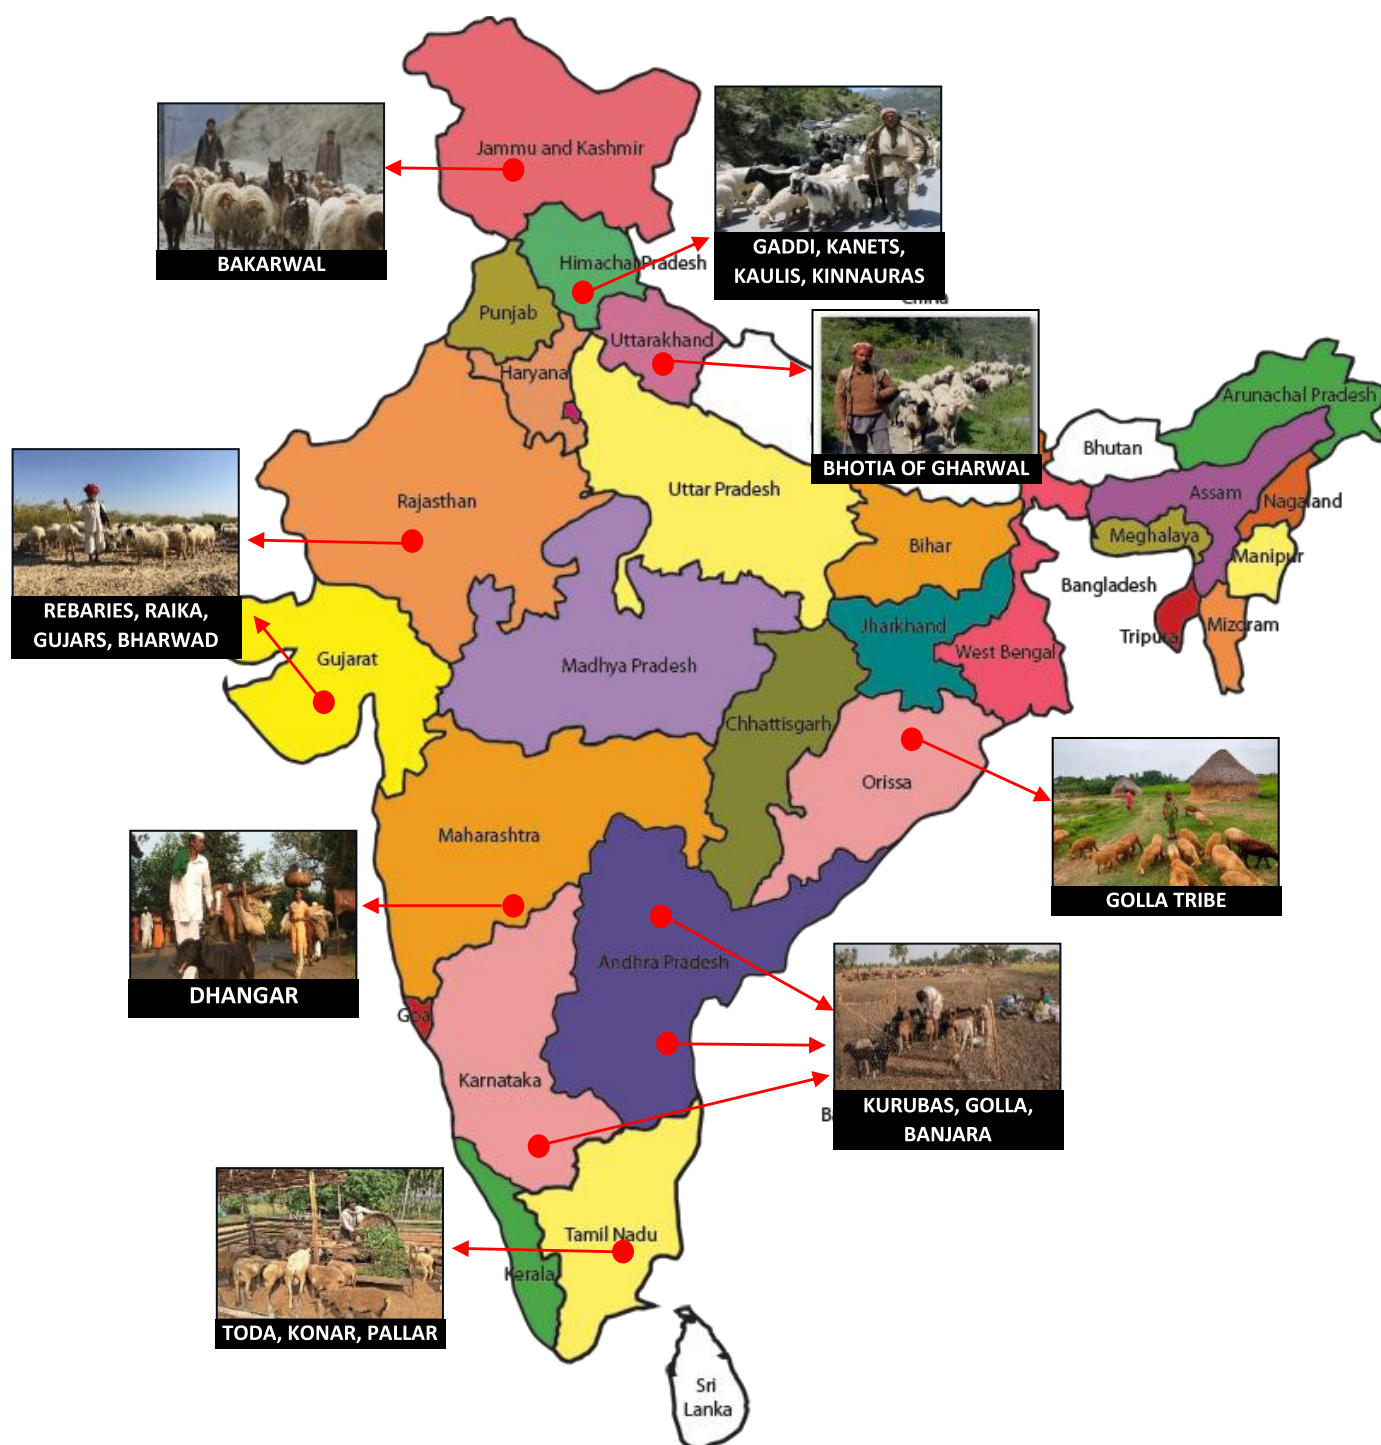 Jammu and Kashmir
BAKARWAL
GADDI, KANETS,
KAULIS, KINNAURAS
Himachal Pradesh
Punjab
Uttarakhand
Haryana
BHOTIA OF GHARWAL
Arunachal Pradesh
Bhutan
Rajasthan
Uttar Pradesh
Assam
Nagaland
Bihar
Meghalaya
Manipur
Bangladesh
REBARIES, RAIKA,
GUJARS, BHARWAD
Jharkhand
Tripura
Mizoram
Gujarat
Madhya Pradesh
West Bengal
Chhattisgarh
Orissa
Maharashtra
GOLLA TRIBE
Andhra Pradesh
DHANGAR
Goa
Karnataka
KURUBAS, GOLLA,
BANJARA
Tamil Nadu
Kerala
TODA, KONAR, PALLAR
Sri
Lanka